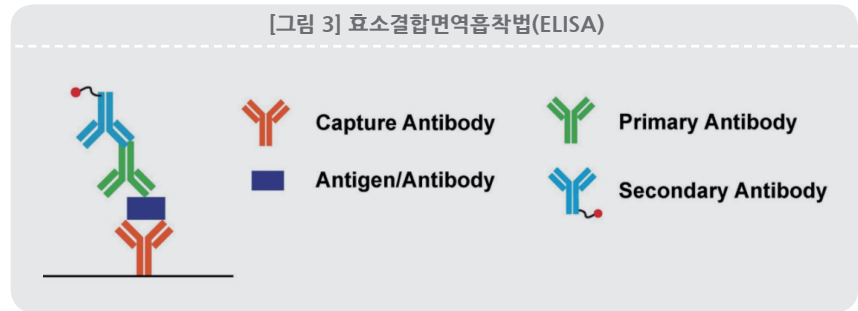 [그림 3] 효소결합면역흡착법(ELISA)
Capture Antibody
Primary Antibody
Antigen/Antibody
Secondary Antibody